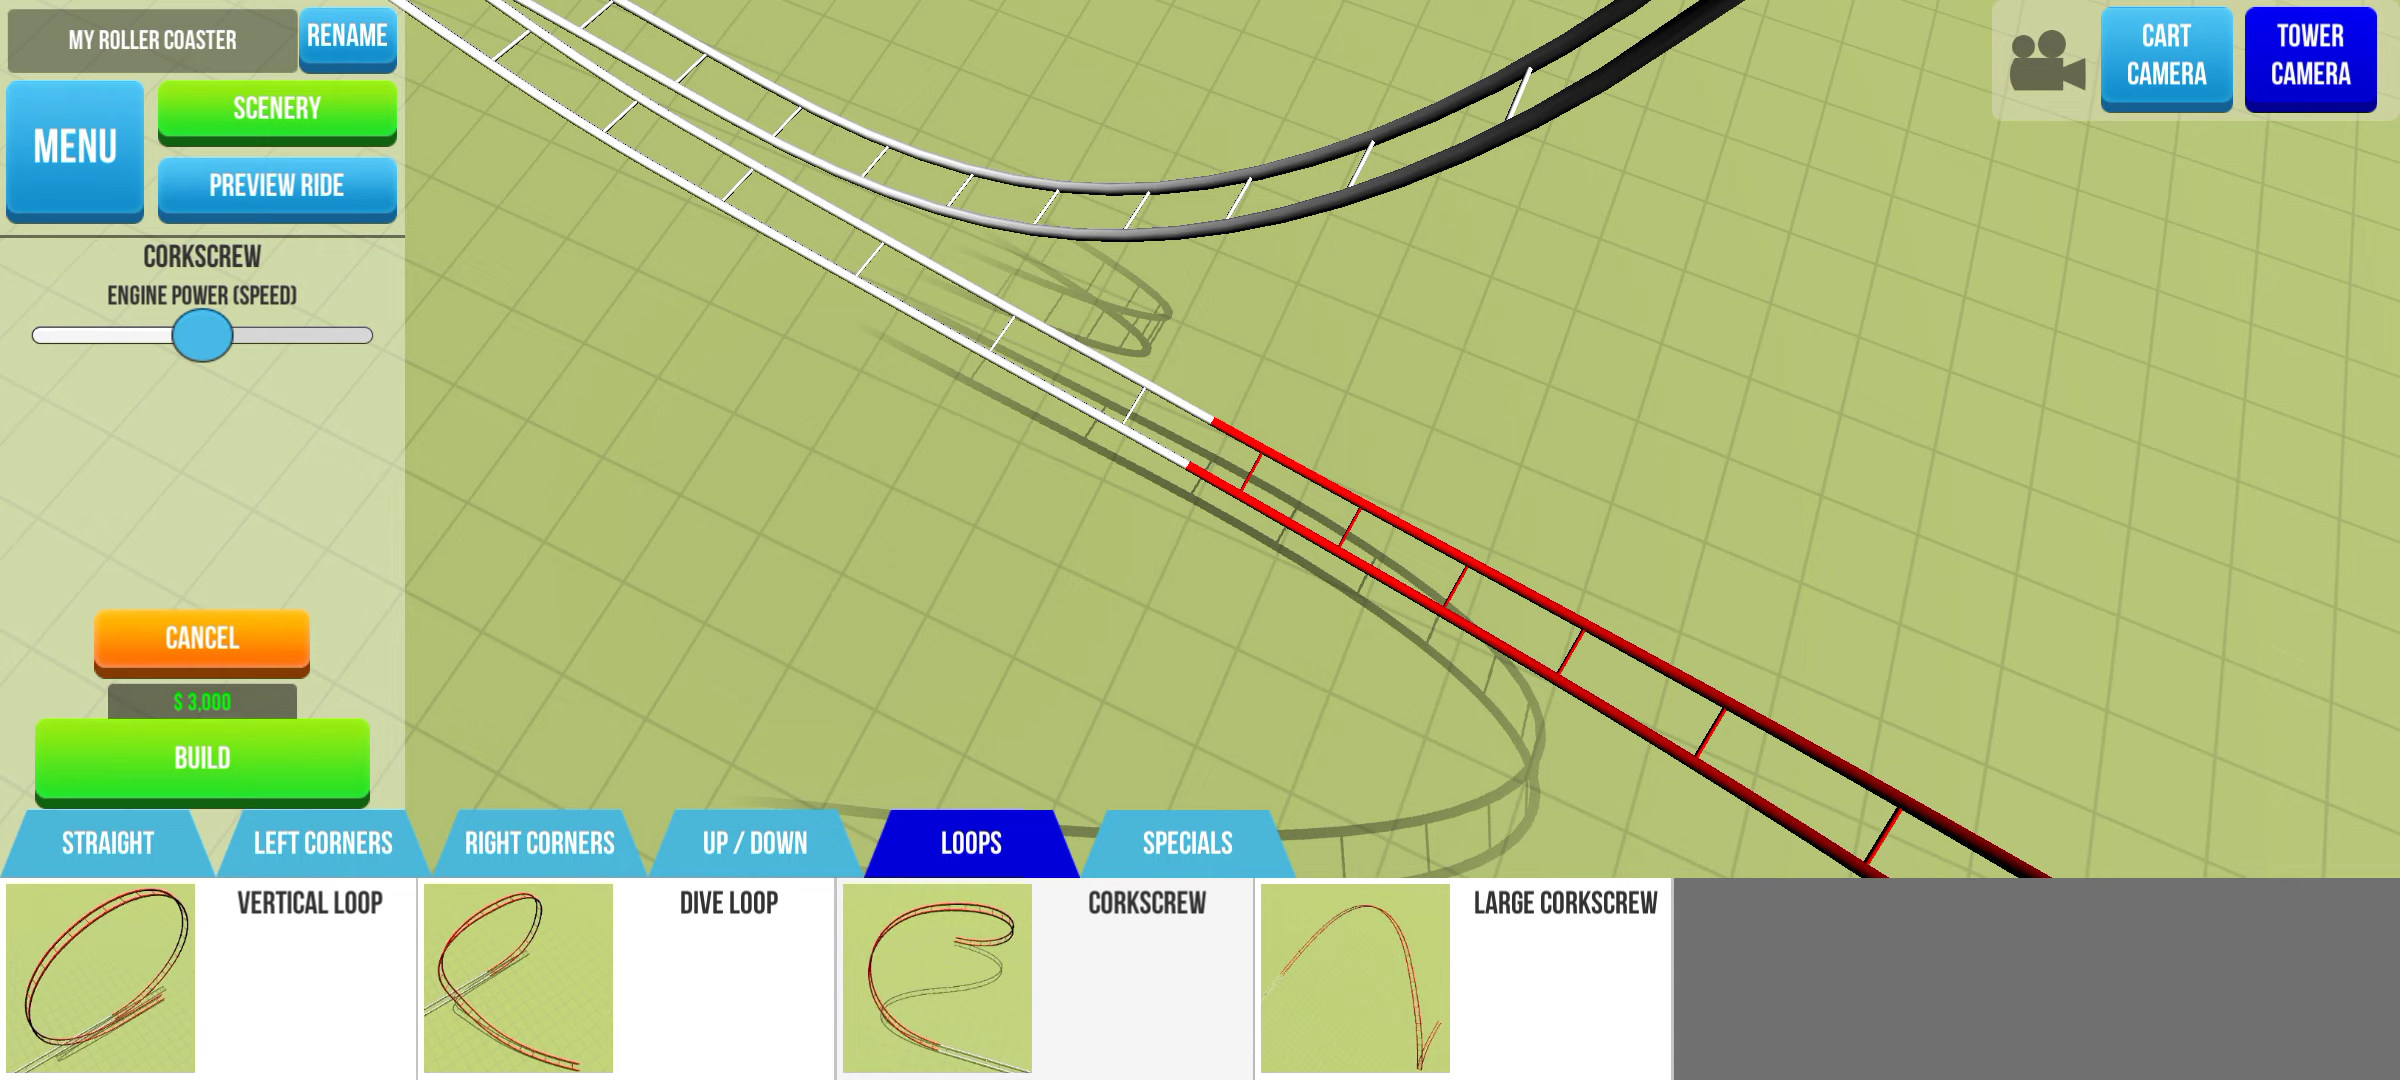 MY ROLLER COASTER
RENAME
MENU
SCENERY
PREVIEW RIDE
CART
CAMERA
TOWER
CAMERA
CORKSCREW
ENGINE POWER (SPEED)
CANCEL
$ 3,000
BUILD
STRAIGHT
LEFT CORNERS
RIGHT CORNERS
UP / DOWN
LOOPS
SPECIALS
VERTICAL LOOP
DIVE LOOP
CORKSCREW
LARGE CORKSCREW